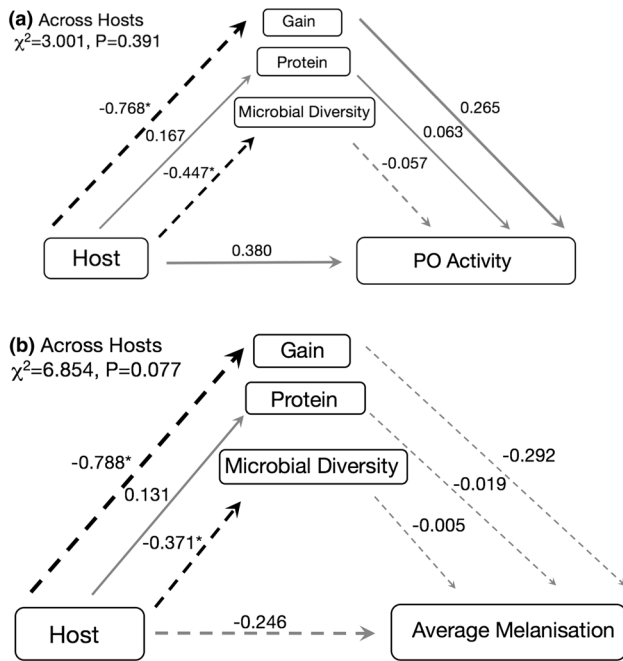 (a) Across Hosts
χ²=3.001, P=0.391
Gain
Protein
Microbial Diversity
-0.768*
0.167
-0.447*
0.265
0.063
-0.057
Host
0.380
PO Activity
(b) Across Hosts
χ²=6.854, P=0.077
Gain
Protein
Microbial Diversity
-0.788*
0.131
-0.371*
-0.292
-0.019
-0.005
Host
-0.246
Average Melanisation